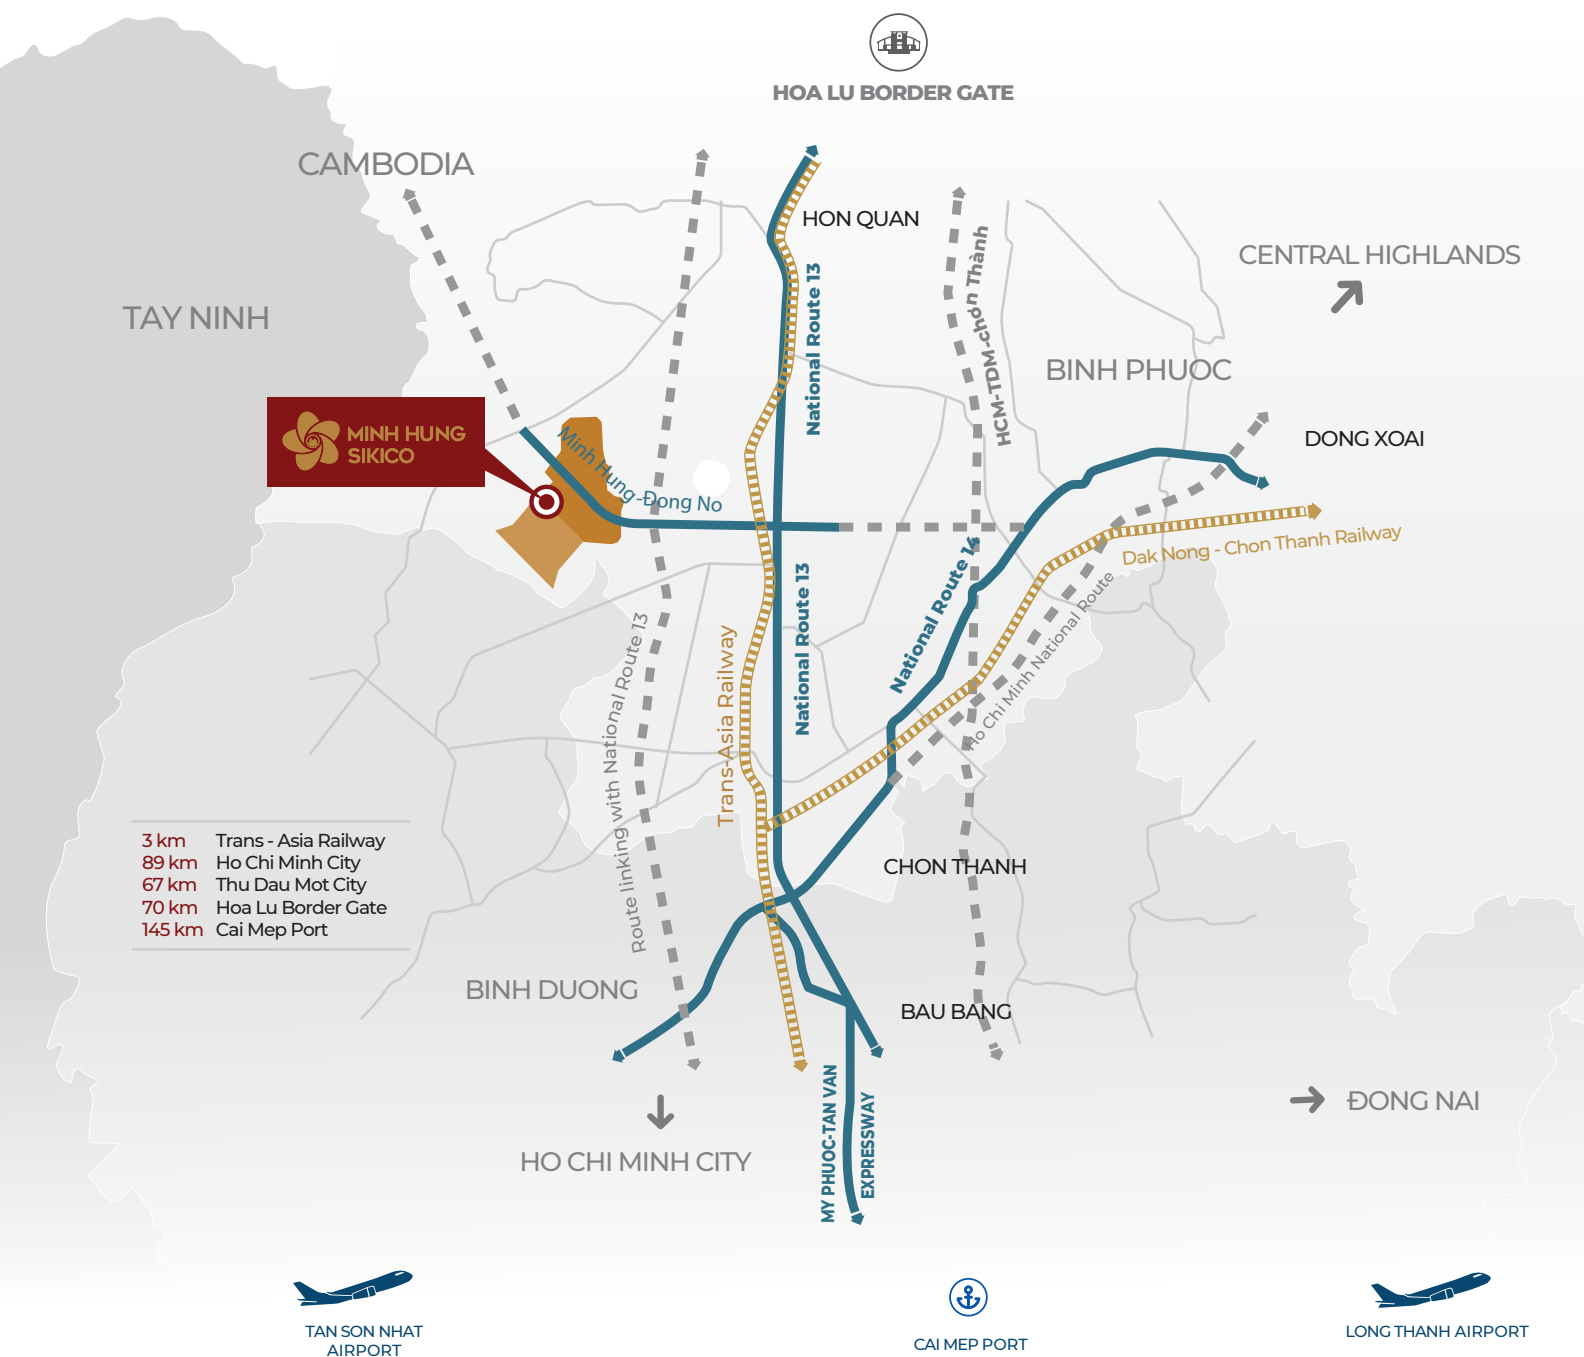 HOA LU BORDER GATE
CAMBODIA
HON QUAN
CENTRAL HIGHLANDS
TAY NINH
National Route 13
HCM-TDM-chơn Thành
BINH PHUOC
MINH HUNG
SIKICO
Minh Hung-Đong No
DONG XOAI
Dak Nong - Chon Thanh Railway
National Route 13
National Route 14
Ho Chi Minh National Route
Route linking with National Route 13
Trans-Asia Railway
3 km Trans - Asia Railway
89 km Ho Chi Minh City
67 km Thu Dau Mot City
70 km Hoa Lu Border Gate
145 km Cai Mep Port
CHON THANH
BINH DUONG
BAU BANG
ĐONG NAI
HO CHI MINH CITY
MY PHUOC-TAN VAN
EXPRESSWAY
TAN SON NHAT
AIRPORT
CAI MEP PORT
LONG THANH AIRPORT